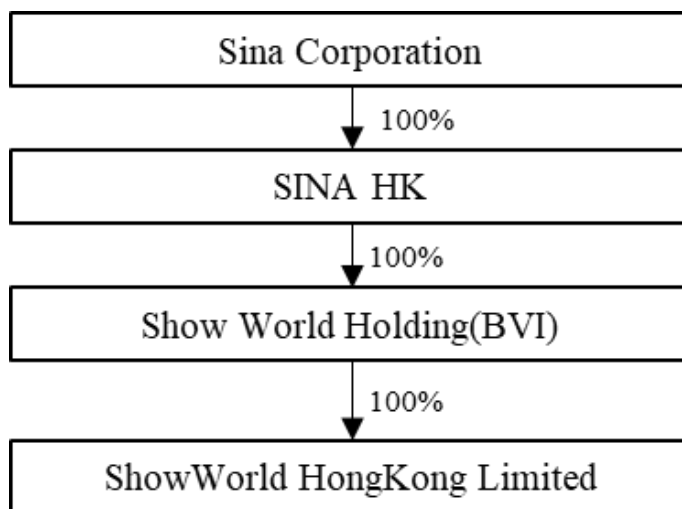 Sina Corporation
100%
SINA HK
100%
Show World Holding(BVI)
100%
ShowWorld HongKong Limited